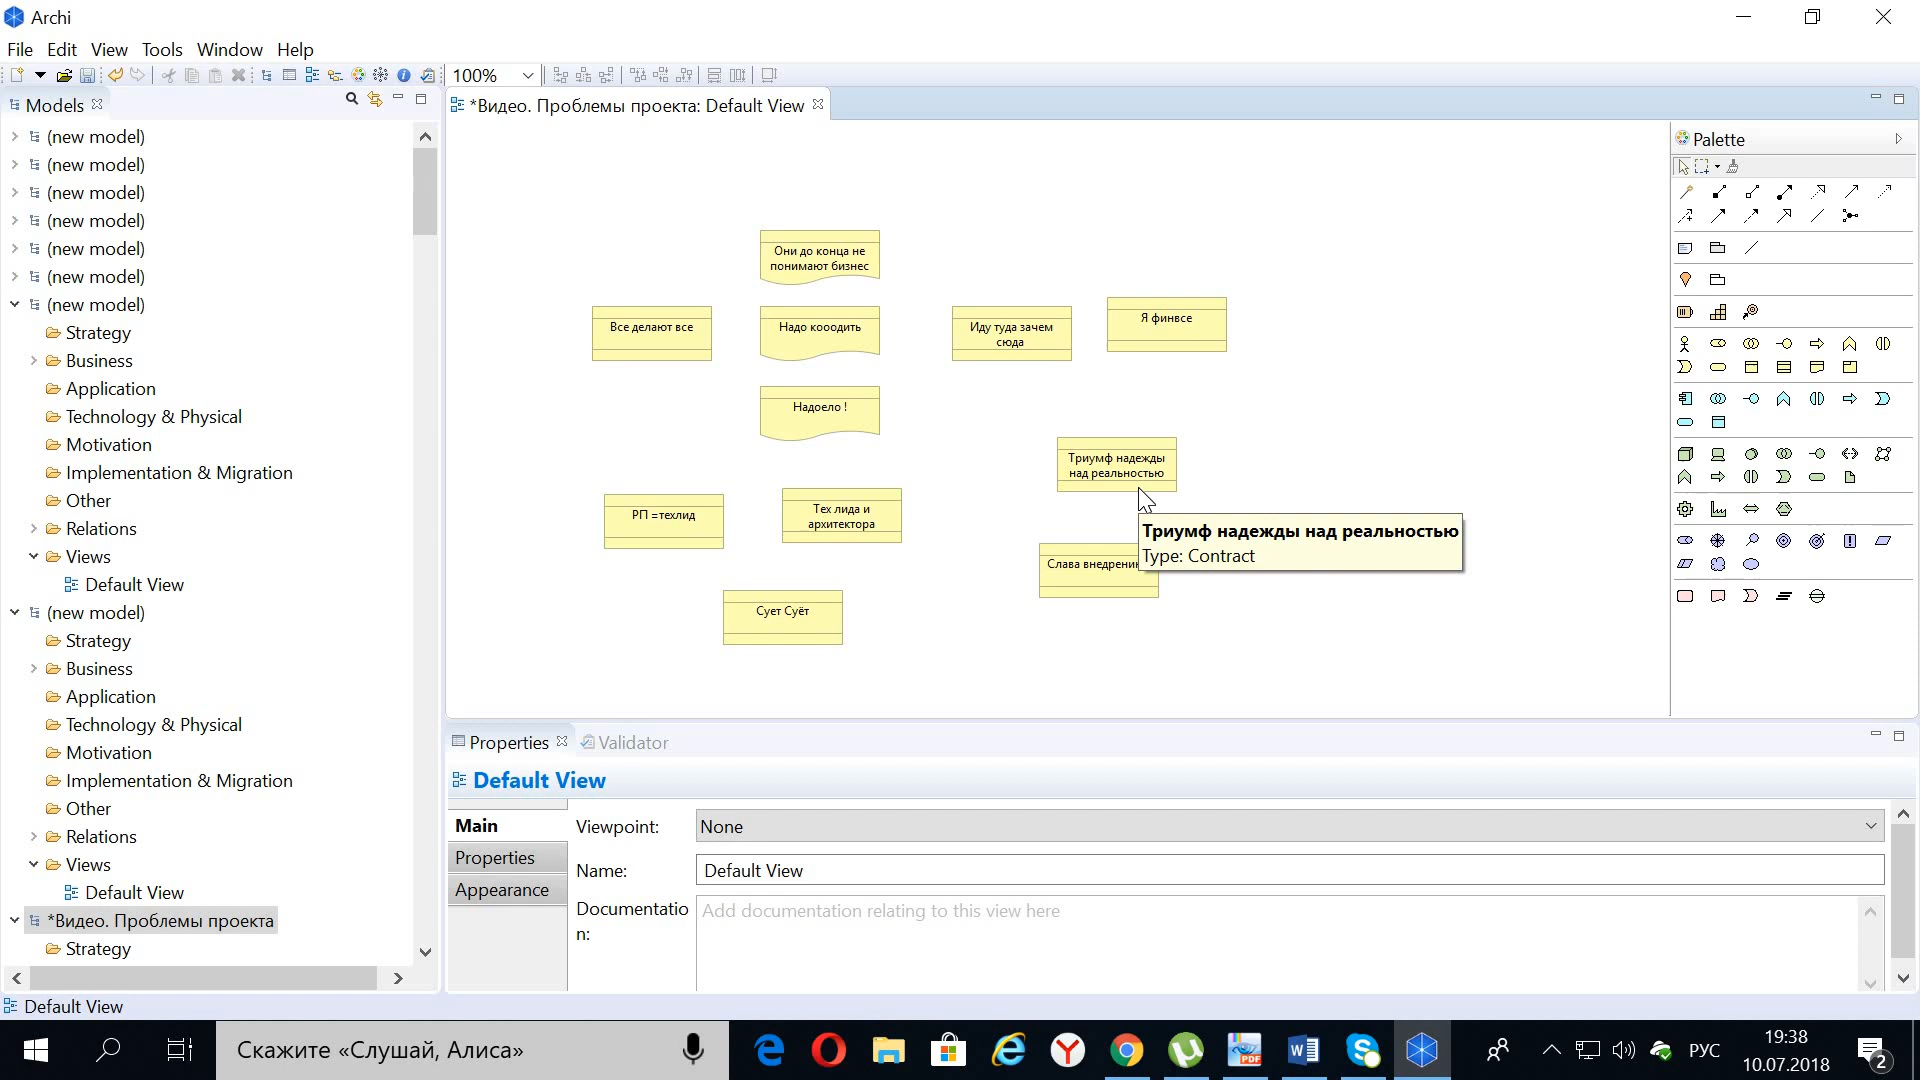 Archi
File Edit View Tools Window Help
100%
Models
*Видео. Проблемы проекта: Default View
(new model)
(new model)
(new model)
(new model)
(new model)
(new model)
(new model)
Strategy
Business
Application
Technology & Physical
Motivation
Implementation & Migration
Other
Relations
Views
Default View
(new model)
Strategy
Business
Application
Technology & Physical
Motivation
Implementation & Migration
Other
Relations
Views
Default View
*Видео. Проблемы проекта
Strategy
Они до конца не
понимают бизнес
Все делают все
Надо кооодить
Иду туда зачем
сюда
Я финвсе
Надоело !
Триумф надежды
над реальностью
РП =техлид
Тех лида и
архитектора
Триумф надежды над реальностью
Type: Contract
Слава внедрени
Сует Суёт
Palette
Properties
Validator
Default View
Main
Properties
Appearance
Viewpoint:
None
Name:
Default View
Documentatio
n:
Add documentation relating to this view here
Default View
Скажите «Слушай, Алиса»
PDF
РУС
19:38
10.07.2018
2